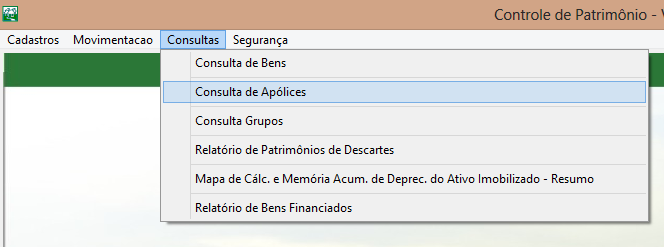 Controle de Patrimônio -
Cadastros Movimentacao Consultas Segurança
Consulta de Bens
Consulta de Apólices
Consulta Grupos
Relatório de Patrimônios de Descartes
Mapa de Cálc. e Memória Acum. de Deprec. do Ativo Imobilizado - Resumo
Relatório de Bens Financiados